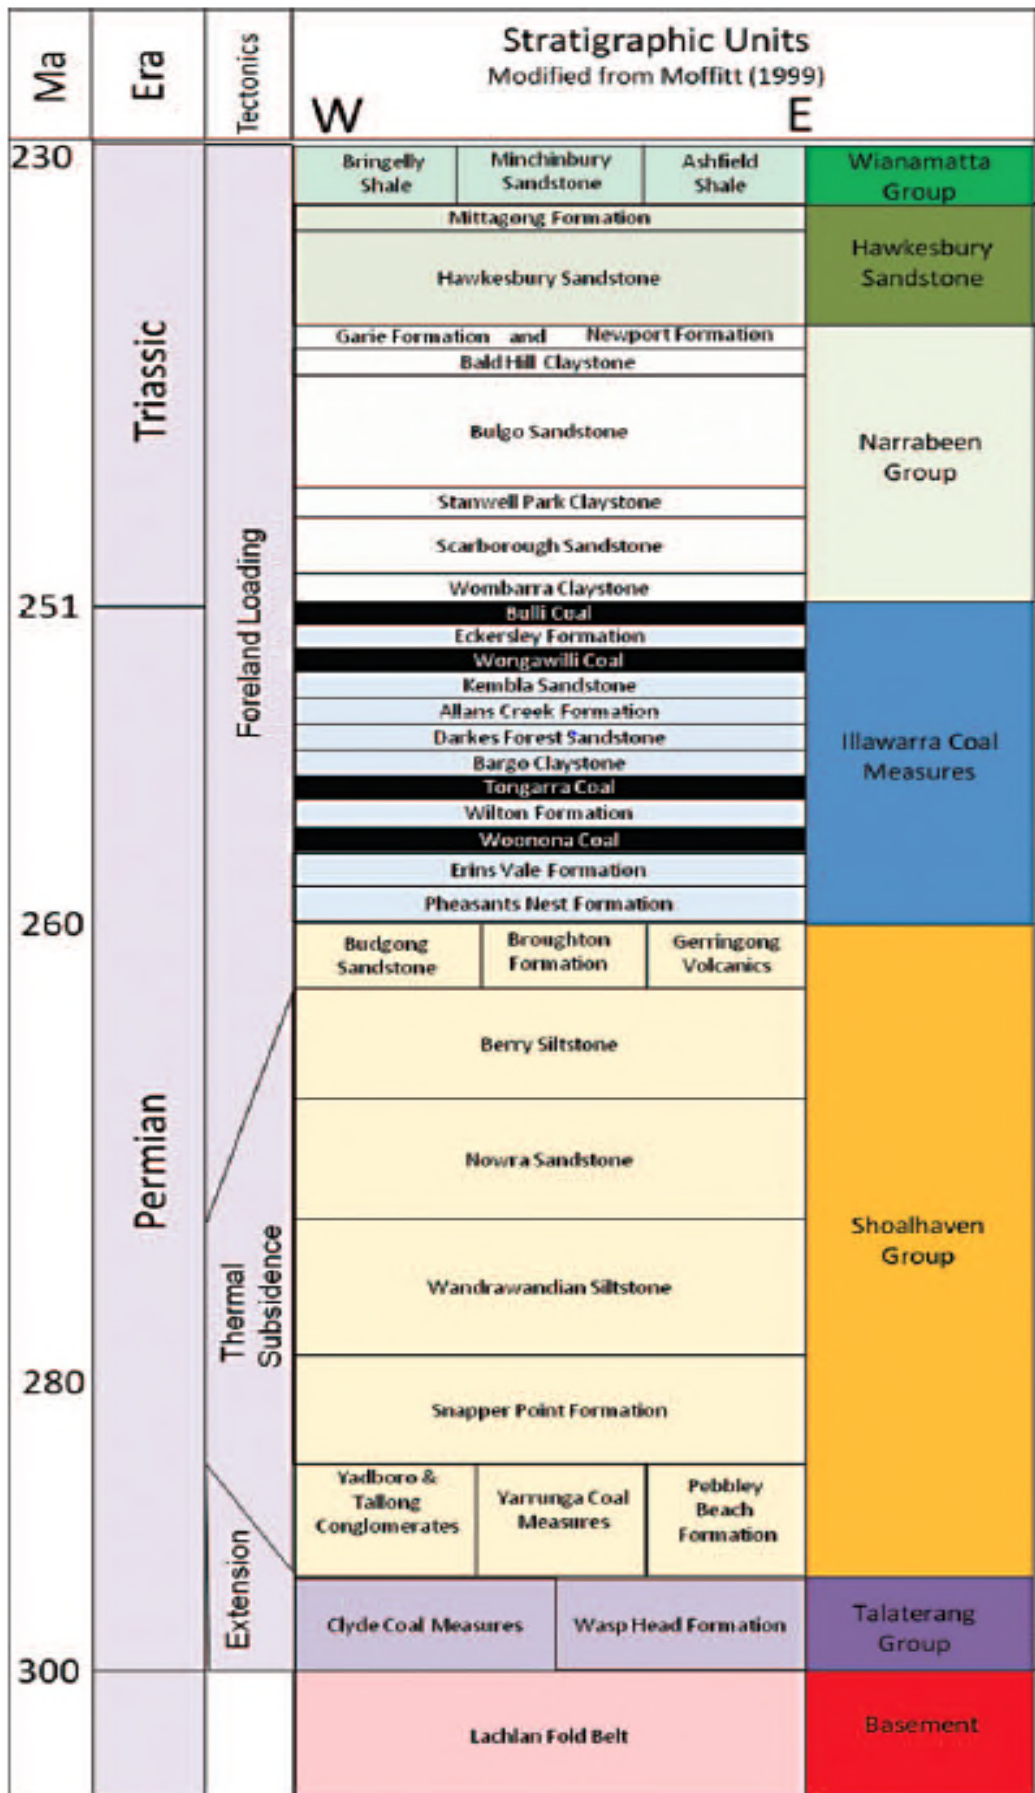 Ma
Era
Tectonics
Stratigraphic Units
Modified from Moffitt (1999)
W
E
230
Bringelly
Shale
Minchinbury
Sandstone
Ashfield
Shale
Wianamatta
Group
Mittagong Formation
Hawkesbury Sandstone
Hawkesbury
Sandstone
Triassic
Garie Formation and Newport Formation
Bald Hill Claystone
Bulgo Sandstone
Stanwell Park Claystone
Scarborough Sandstone
Wombarra Claystone
Narrabeen
Group
Foreland Loading
251
Bulli Coal
Eckersley Formation
Wongawilli Coal
Kembla Sandstone
Allans Creek Formation
Darkes Forest Sandstone
Bargo Claystone
Tongarra Coal
Wilton Formation
Woonona Coal
Erins Vale Formation
Pheasants Nest Formation
Illawarra Coal
Measures
260
Budgong
Sandstone
Broughton
Formation
Gerringong
Volcanics
Berry Siltstone
Nowra Sandstone
Wandrawandian Siltstone
Permian
Thermal
Subsidence
Shoalhaven
Group
280
Snapper Point Formation
Yadboro &
Tallong
Conglomerates
Yarrunga Coal
Measures
Pebbley
Beach
Formation
Extension
Clyde Coal Measures
Wasp Head Formation
Talaterang
Group
300
Lachlan Fold Belt
Basement